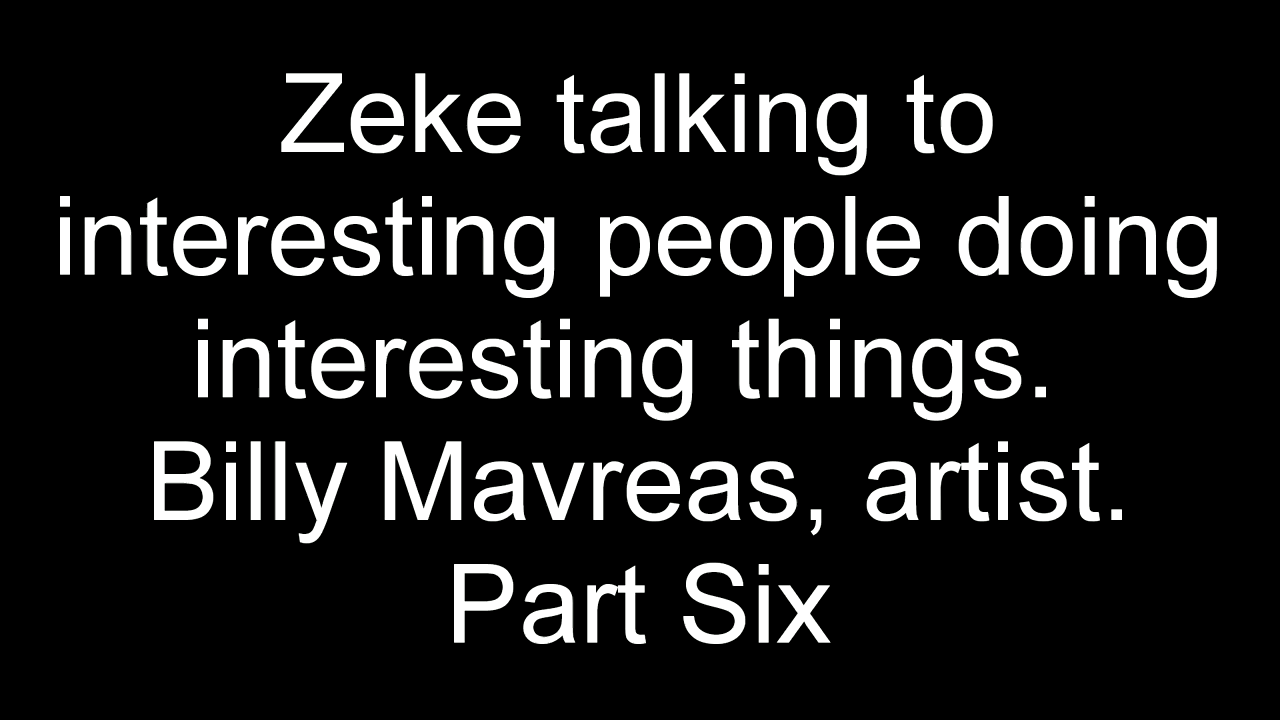 Zeke talking to
interesting people doing
interesting things.
Billy Mavreas, artist.
Part Six